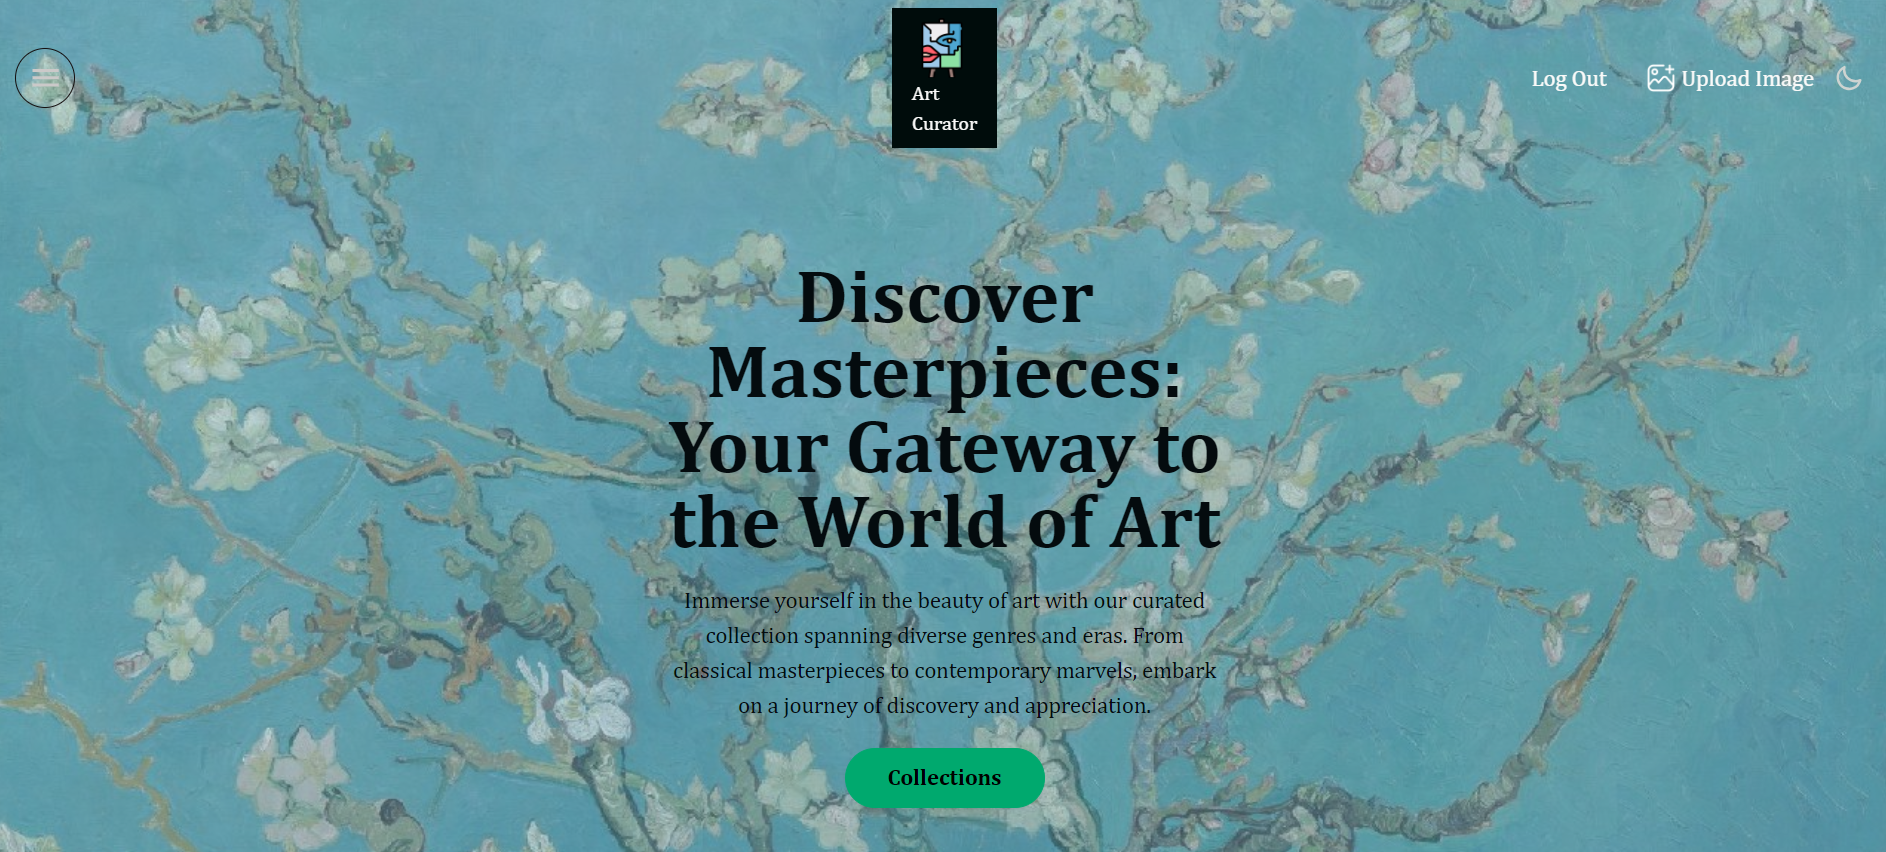 Art
Curator
Log Out
Upload Image
Discover
Masterpieces:
Your Gateway to
the World of Art
Immerse yourself in the beauty of art with our curated
collection spanning diverse genres and eras. From
classical masterpieces to contemporary marvels, embark
on a journey of discovery and appreciation.
Collections